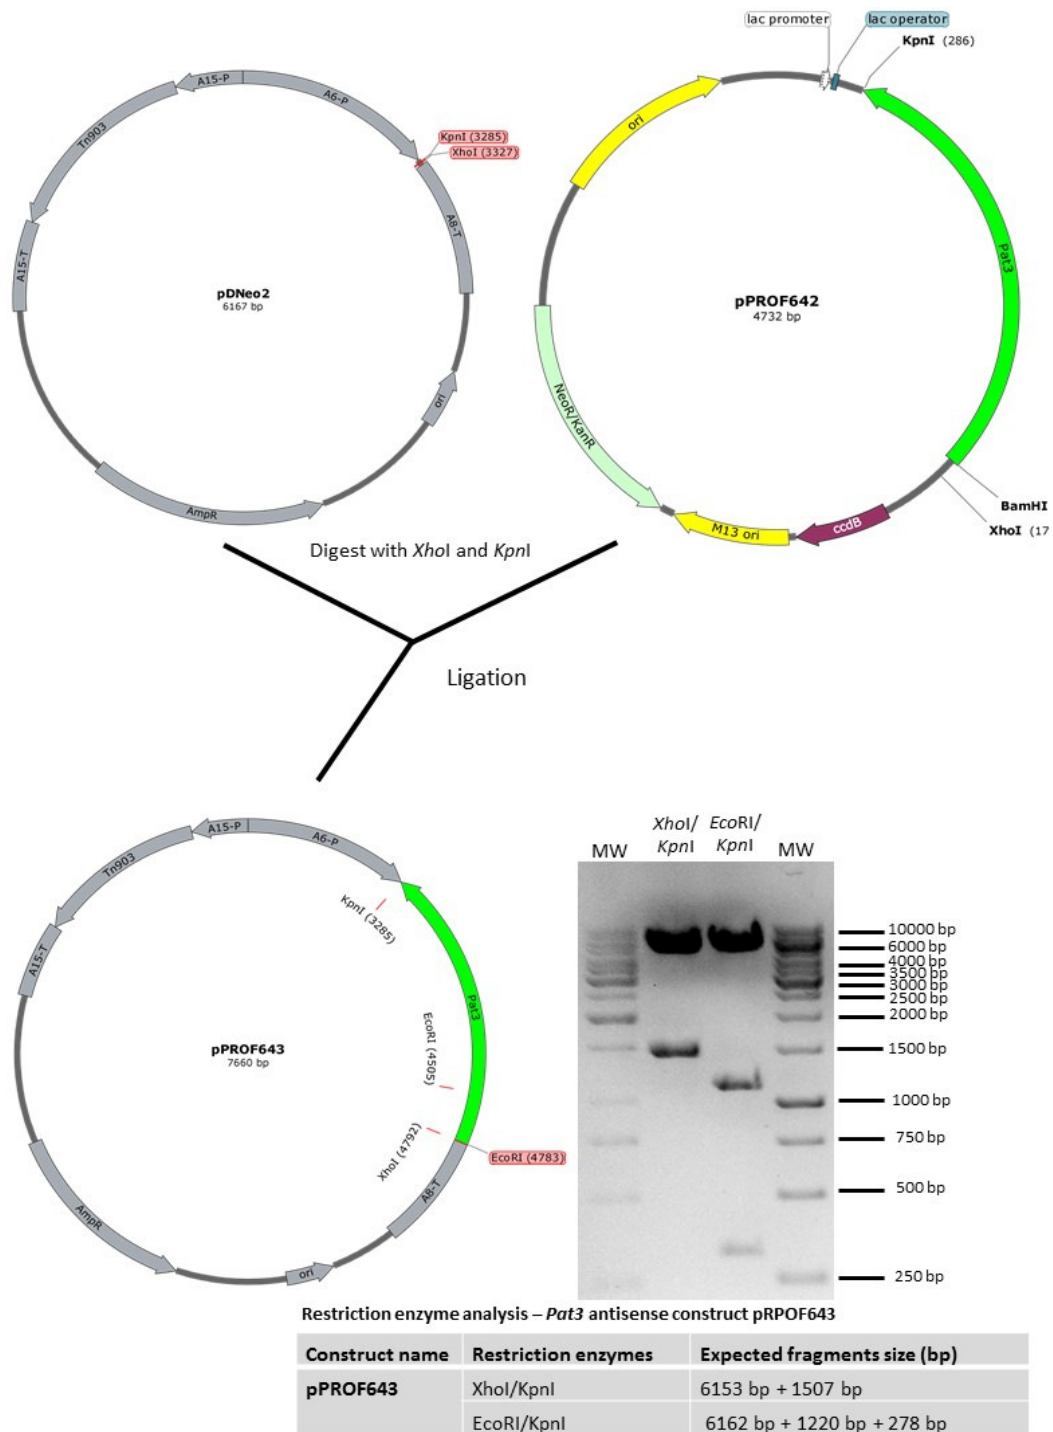 lac promoter
lac operator
KpnI (286)
A15-P
A6-P
Tn903
KpnI (3285)
XhoI (3327)
A8-T
A15-T
pDNeo2
6167 bp
ori
AmpR
ori
Pat3
pPROF642
4732 bp
NeoR/KanR
BamHI
XhoI (17
M13 ori
ccdB
Digest with XhoI and KpnI
Ligation
A15-P
A6-P
Tn903
KpnI (3285)
A15-T
Pat3
EcoRI (4505)
pPROF643
7660 bp
XhoI (4792)
EcoRI (4783)
A8-T
AmpR
ori
XhoI/ EcoRI/
MW KpnI KpnI MW
10000 bp
6000 bp
4000 bp
3500 bp
3000 bp
2500 bp
2000 bp
1500 bp
1000 bp
750 bp
500 bp
250 bp
Restriction enzyme analysis – Pat3 antisense construct pRPOF643
Construct name Restriction enzymes Expected fragments size (bp)
pPROF643 XhoI/KpnI 6153 bp + 1507 bp
EcoRI/KpnI 6162 bp + 1220 bp + 278 bp